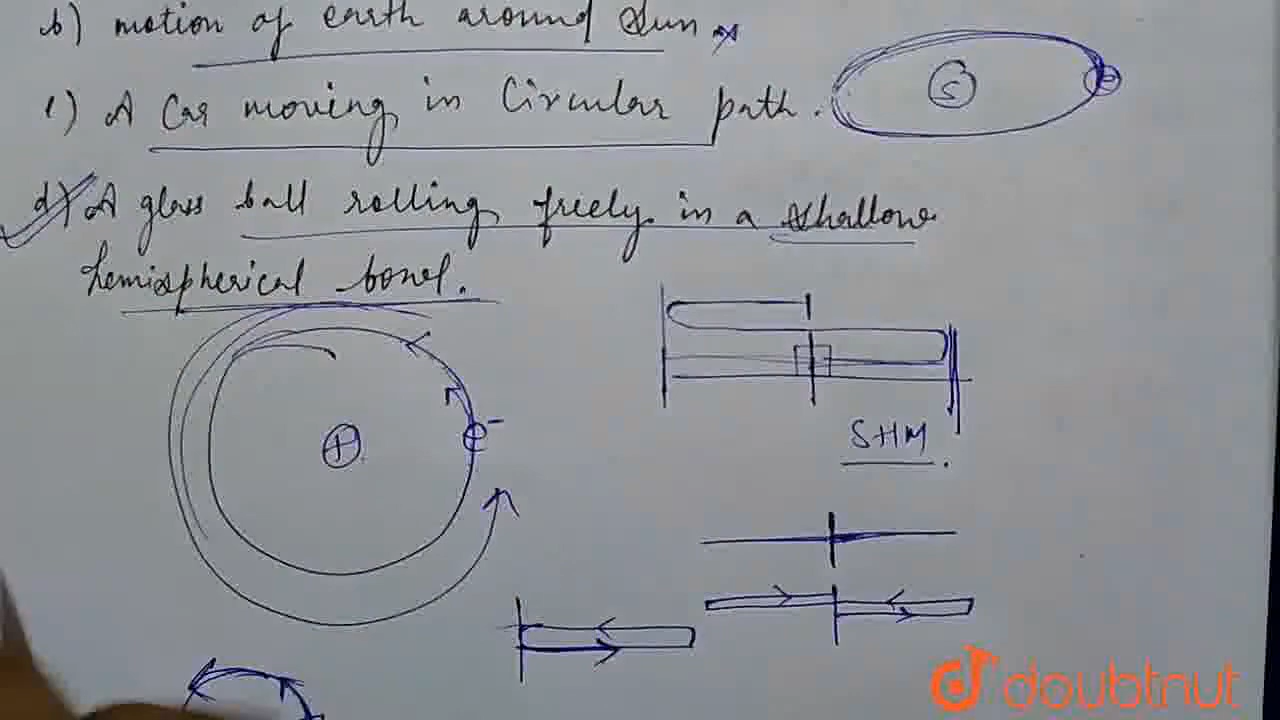 b) motion of earth around Sun
c) A Car moving in Circular path.
S
d) A glass ball rolling freely in a shallow
hemispherical bowl.
SHM
doubtnut